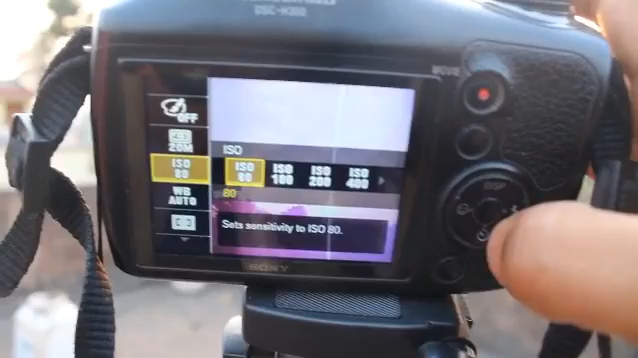 DSC-H300
MOVIE
OFF
20M
ISO
80
WB
AUTO
ISO
ISO
80
ISO
100
ISO
200
ISO
400
80
Sets sensitivity to ISO 80.
DISP
SONY